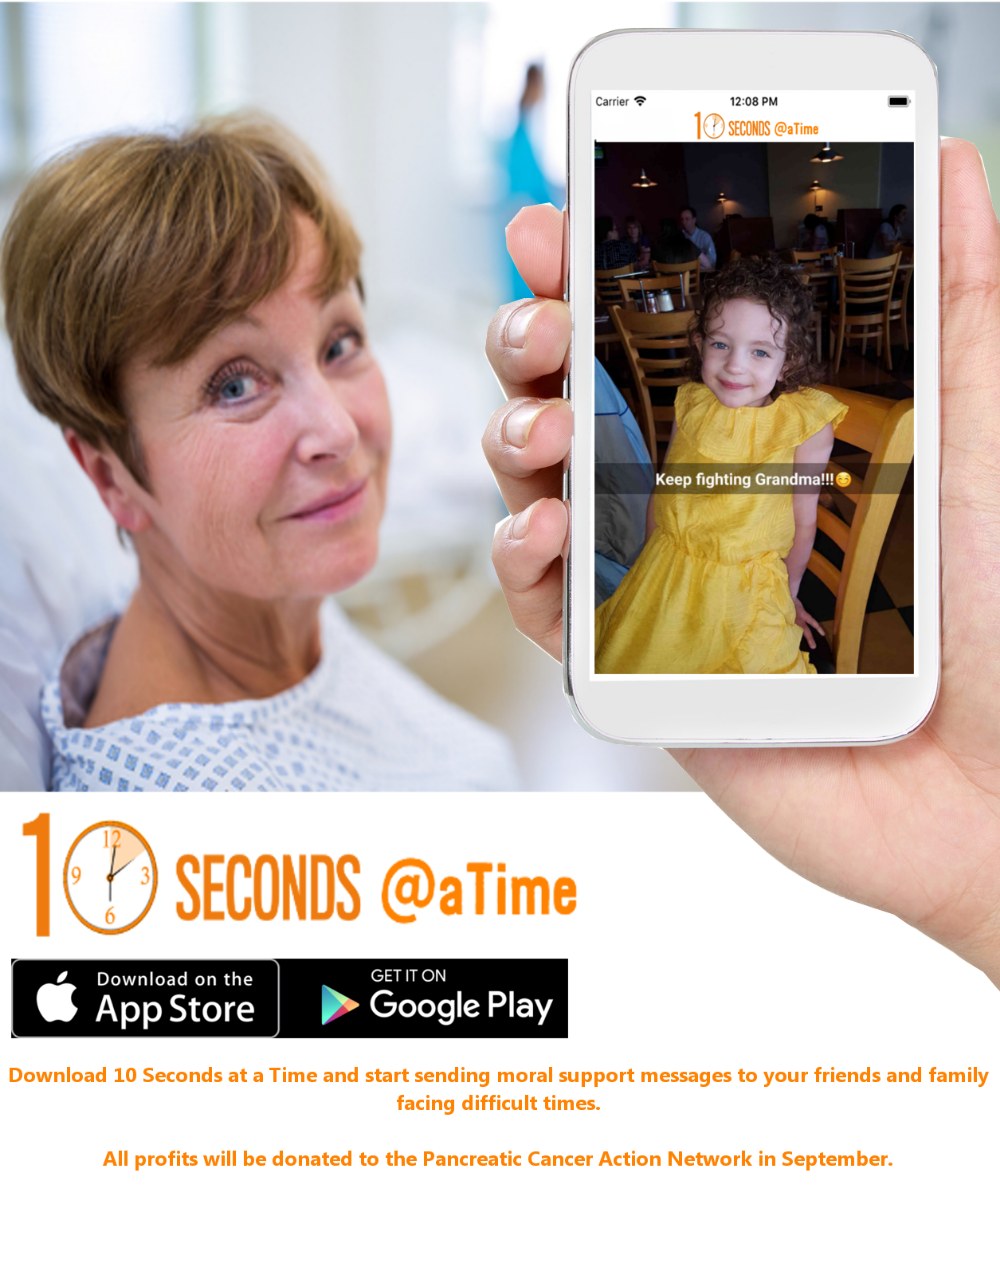 Carrier 12:08 PM
10 SECONDS @aTime
Keep fighting Grandma!!!😊
10 SECONDS @aTime
12
9 3
6
Download on the
App Store
GET IT ON
Google Play
Download 10 Seconds at a Time and start sending moral support messages to your friends and family
facing difficult times.
All profits will be donated to the Pancreatic Cancer Action Network in September.